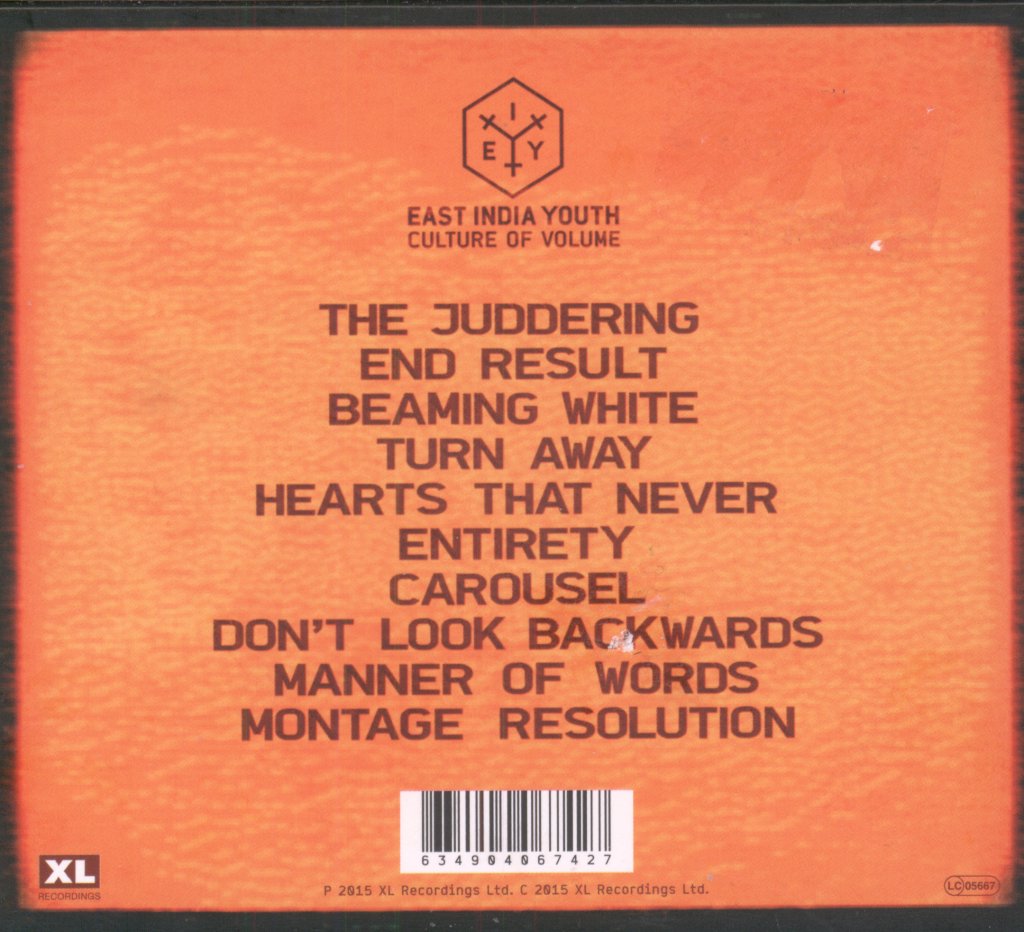 X I X
E Y
EAST INDIA YOUTH
CULTURE OF VOLUME
THE JUDDERING
END RESULT
BEAMING WHITE
TURN AWAY
HEARTS THAT NEVER
ENTIRETY
CAROUSEL
DON'T LOOK BACKWARDS
MANNER OF WORDS
MONTAGE RESOLUTION
634904067427
P 2015 XL Recordings Ltd. C 2015 XL Recordings Ltd.
XL
RECORDINGS
LC 05667